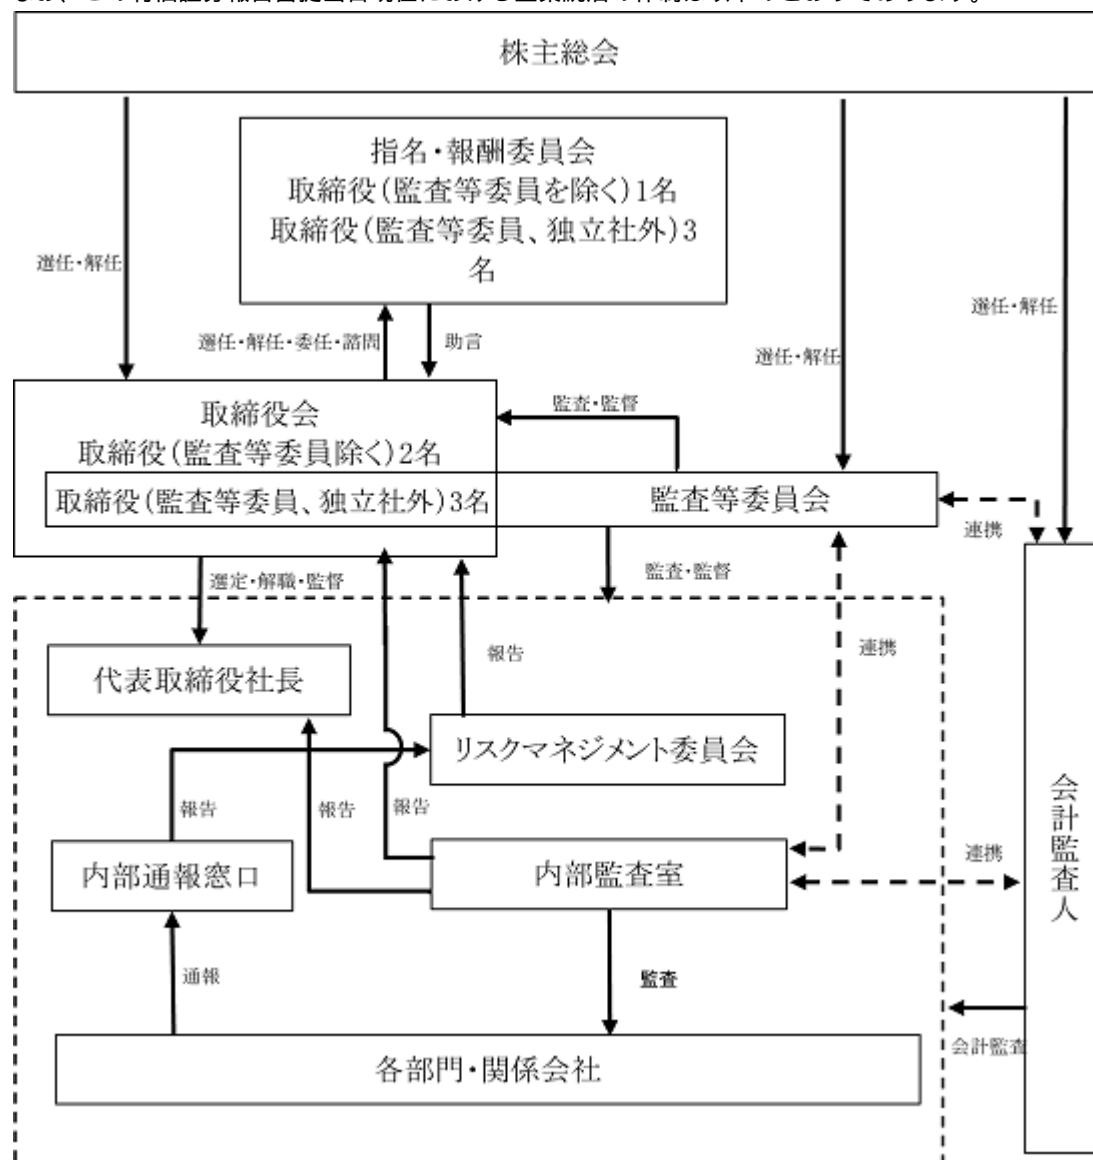 株主総会
指名・報酬委員会
取締役(監査等委員を除く)1名
取締役(監査等委員、独立社外)3
名
選任・解任
選任・解任
選任・解任・委任・諮問
助言
選任・解任
取締役会
監査・監督
取締役(監査等委員除く)2名
取締役(監査等委員、独立社外)3名
監査等委員会
連携
選定・解職・監督
監査・監督
報告
連携
代表取締役社長
リスクマネジメント委員会
報告
報告
報告
会計監査人
内部通報窓口
内部監査室
連携
通報
監査
会計監査
各部門・関係会社